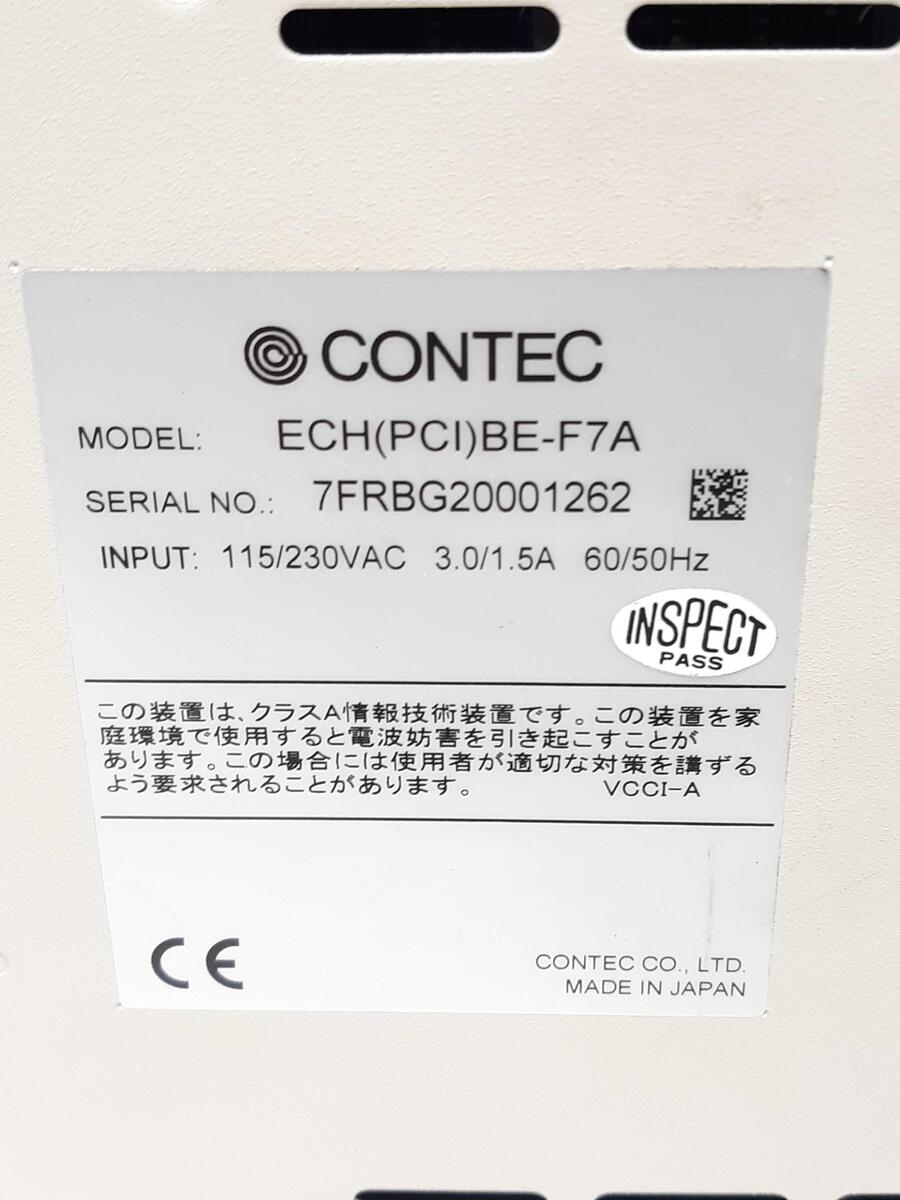 CONTEC
MODEL: ECH(PCI)BE-F7A
SERIAL NO.: 7FRBG20001262
INPUT: 115/230VAC 3.0/1.5A 60/50Hz
INSPECT
PASS
この装置は、クラスA情報技術装置です。この装置を家
庭環境で使用すると電波妨害を引き起こすことが
あります。この場合には使用者が適切な対策を講ずる
よう要求されることがあります。 VCCI-A
CE
CONTEC CO., LTD.
MADE IN JAPAN